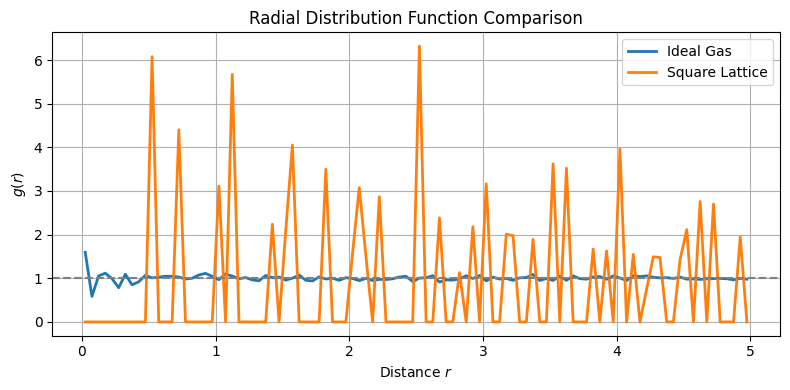 Radial Distribution Function Comparison
Ideal Gas
Square Lattice
g(r)
6
5
4
3
2
1
0
0 1 2 3 4 5
Distance r